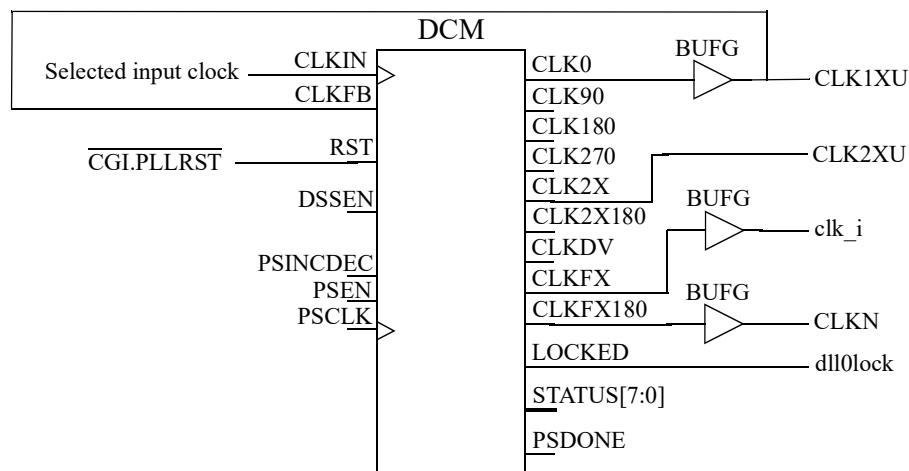 DCM
BUFG
Selected input clock
CLKIN
CLK0
CLK1XU
CLKFB
CLK90
CLK180
CGI.PLLRST
RST
CLK270
CLK2XU
DSSEN
CLK2X
BUFG
CLK2X180
clk_i
PSINCDEC
CLKDV
PSEN
CLKFX
BUFG
PSCLK
CLKFX180
CLKN
LOCKED
dll0lock
STATUS[7:0]
PSDONE